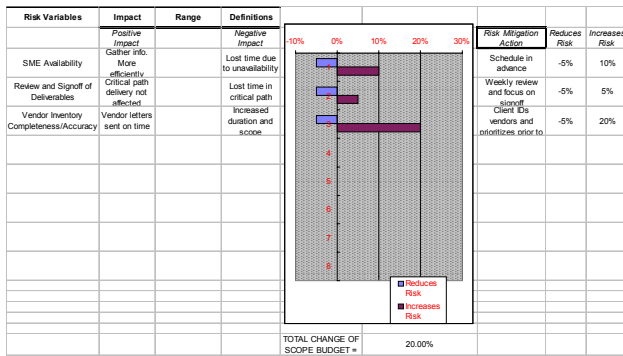 Risk Variables Impact Range Definitions
Positive Impact
Negative Impact
Risk Mitigation Action
Reduces Risk
Increases Risk
-10% 0% 10% 20% 30%
SME Availability
Gather info.
More
efficiently
Lost time due
to unavailability
Schedule in
advance
-5% 10%
Review and Signoff of
Deliverables
Critical path
delivery not
affected
Lost time in
critical path
Weekly review
and focus on
signoff
-5% 5%
Vendor Inventory
Completeness/Accuracy
Vendor letters
sent on time
Increased
duration and
scope
Client IDs
vendors and
prioritizes prior to
-5% 20%
1
2
3
4
5
6
7
8
Reduces
Risk
Increases
Risk
TOTAL CHANGE OF
SCOPE BUDGET =
20.00%